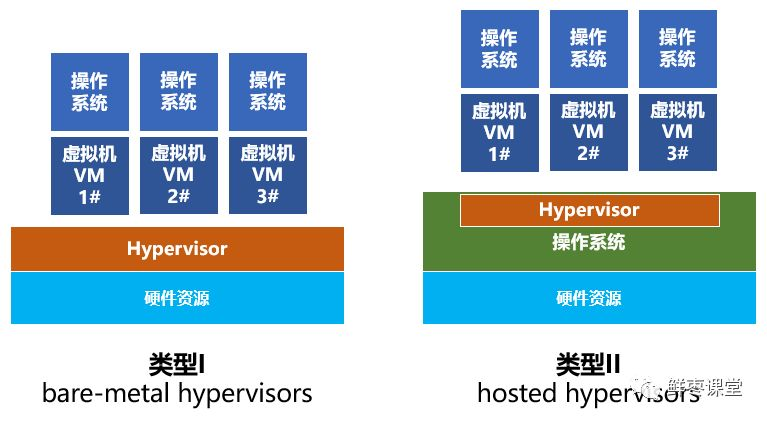 操作
系统
操作
系统
操作
系统
虚拟机
VM
1#
虚拟机
VM
2#
虚拟机
VM
3#
Hypervisor
硬件资源
类型I
bare-metal hypervisors
操作
系统
操作
系统
操作
系统
虚拟机
VM
1#
虚拟机
VM
2#
虚拟机
VM
3#
Hypervisor
操作系统
硬件资源
类型II
hosted hypervisors
鲜枣课堂